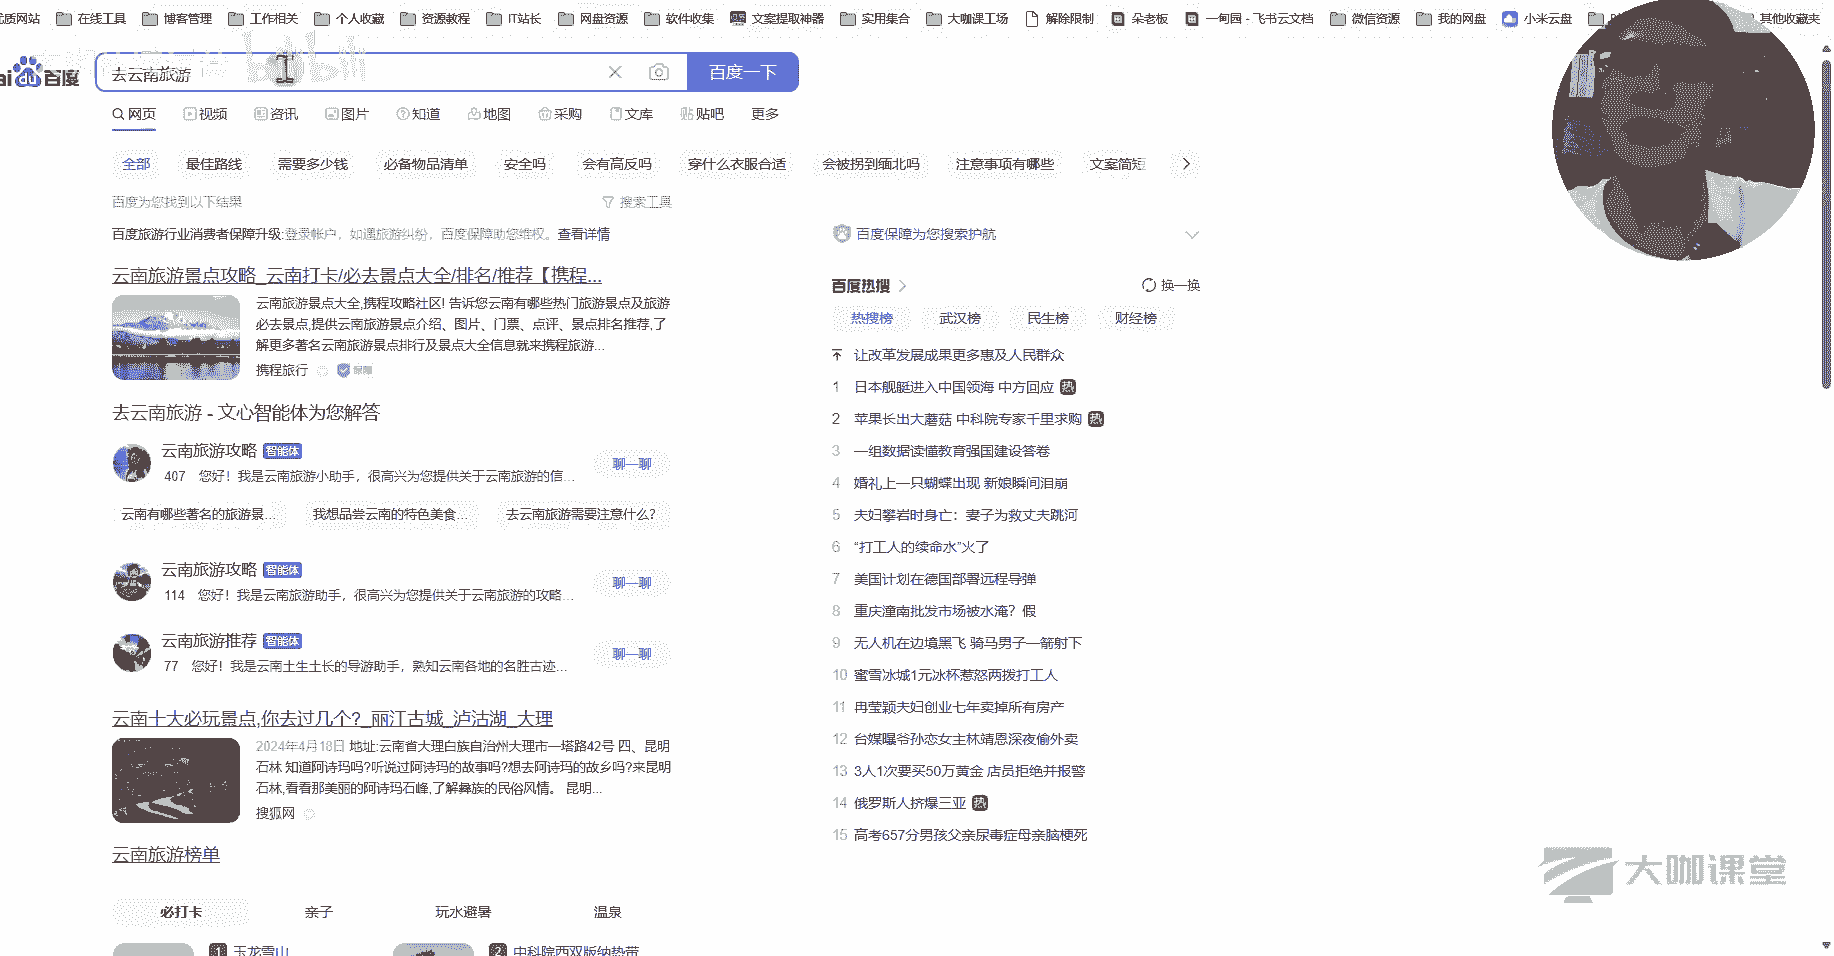 优质网站 在线工具 博客管理 工作相关 个人收藏 资源教程 IT站长 网盘资源 软件收集 文案提取神器 实用集合 大咖课工场 解除限制 朵老板 一甸园 - 飞书云文档 微信资源 我的网盘 小米云盘 其他收藏夹
bilibili
Bai du 百度 去云南旅游 百度一下
网页 视频 资讯 图片 知道 地图 采购 文库 贴吧 更多
全部 最佳路线 需要多少钱 必备物品清单 安全吗 会有高反吗 穿什么衣服合适 会被拐到缅北吗 注意事项有哪些 文案简短
百度为您找到以下结果 搜索工具
百度旅游行业消费者保障升级:登录帐户，如遇旅游纠纷，百度保障助您维权。查看详情
云南旅游景点攻略_云南打卡/必去景点大全/排名/推荐【携程...
云南旅游景点大全,携程攻略社区! 告诉您云南有哪些热门旅游景点及旅游
必去景点,提供云南旅游景点介绍、图片、门票、点评、景点排名推荐,了
解更多著名云南旅游景点排行及景点大全信息就来携程旅游...
携程旅行 保障
去云南旅游 - 文心智能体为您解答
云南旅游攻略 智能体
407 您好！我是云南旅游小助手，很高兴为您提供关于云南旅游的信... 聊一聊
云南有哪些著名的旅游景... 我想品尝云南的特色美食... 去云南旅游需要注意什么?
云南旅游攻略 智能体
114 您好！我是云南旅游助手，很高兴为您提供关于云南旅游的攻略... 聊一聊
云南旅游推荐 智能体
77 您好！我是云南土生土长的导游助手，熟知云南各地的名胜古迹... 聊一聊
云南十大必玩景点,你去过几个?_丽江古城_泸沽湖_大理
2024年4月18日 地址:云南省大理白族自治州大理市一塔路42号 四、昆明
石林 知道阿诗玛吗?听说过阿诗玛的故事吗?想去阿诗玛的故乡吗?来昆明
石林,看看那美丽的阿诗玛石峰,了解彝族的民俗风情。 昆明...
搜狐网
云南旅游榜单
必打卡 亲子 玩水避暑 温泉
1 玉龙雪山 2 中科院西双版纳热带
百度保障为您搜索护航
百度热搜 换一换
热搜榜 武汉榜 民生榜 财经榜
让改革发展成果更多惠及人民群众
1 日本舰艇进入中国领海 中方回应 热
2 苹果长出大蘑菇 中科院专家千里求购 热
3 一组数据读懂教育强国建设答卷
4 婚礼上一只蝴蝶出现 新娘瞬间泪崩
5 夫妇攀岩时身亡：妻子为救丈夫跳河
6 “打工人的续命水”火了
7 美国计划在德国部署远程导弹
8 重庆潼南批发市场被水淹？假
9 无人机在边境黑飞 骑马男子一箭射下
10 蜜雪冰城1元冰杯惹怒两拨打工人
11 冉莹颖夫妇创业七年卖掉所有房产
12 台媒曝爷孙恋女主林靖恩深夜偷外卖
13 3人1次要买50万黄金 店员拒绝并报警
14 俄罗斯人挤爆三亚 热
15 高考657分男孩父亲尿毒症母亲脑梗死
大咖课堂